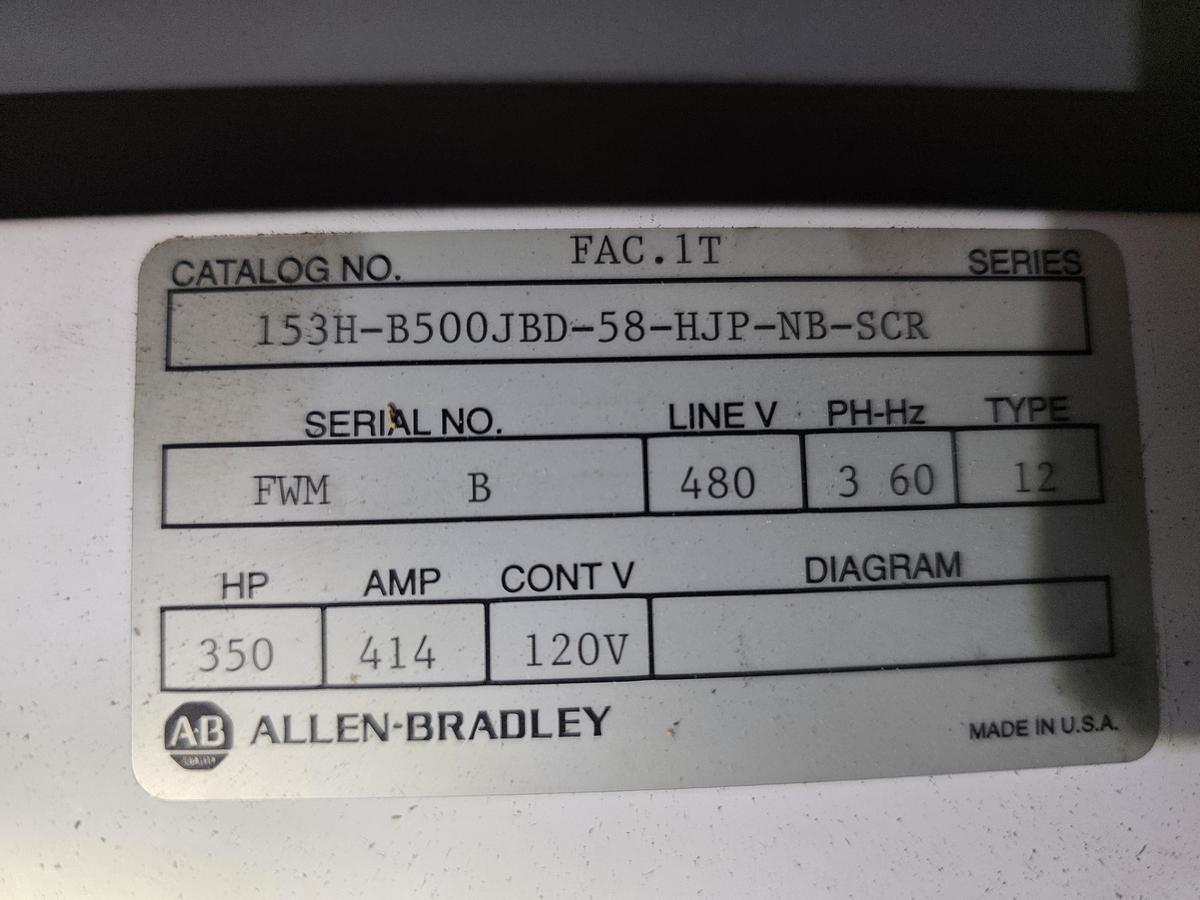 FAC.1T
CATALOG NO. SERIES
153H-B500JBD-58-HJP-NB-SCR
SERIAL NO. LINE V PH-Hz TYPE
FWM B 480 3 60 12
HP AMP CONT V DIAGRAM
350 414 120V
A-B ALLEN-BRADLEY
MADE IN U.S.A.